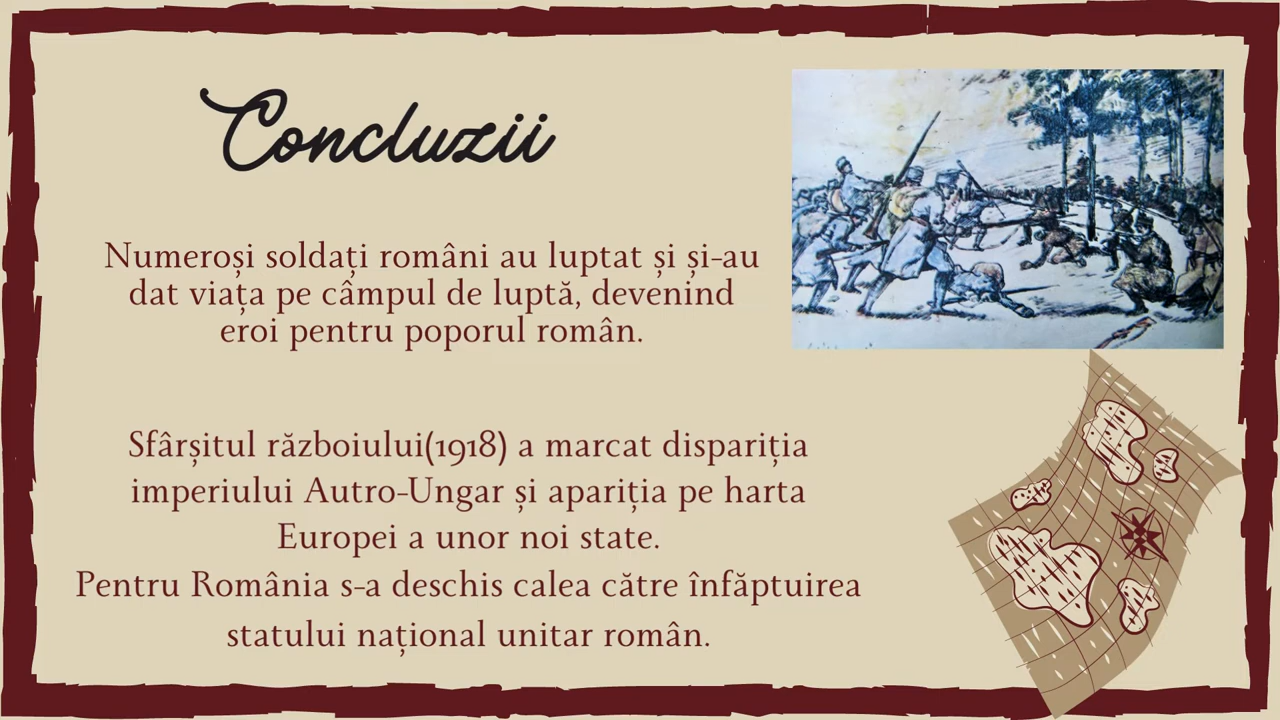 Concluzii
Numeroși soldați români au luptat și și-au
dat viața pe câmpul de luptă, devenind
eroi pentru poporul român.
Sfârșitul războiului(1918) a marcat dispariția
imperiului Autro-Ungar și apariția pe harta
Europei a unor noi state.
Pentru România s-a deschis calea către înfăptuirea
statului național unitar român.